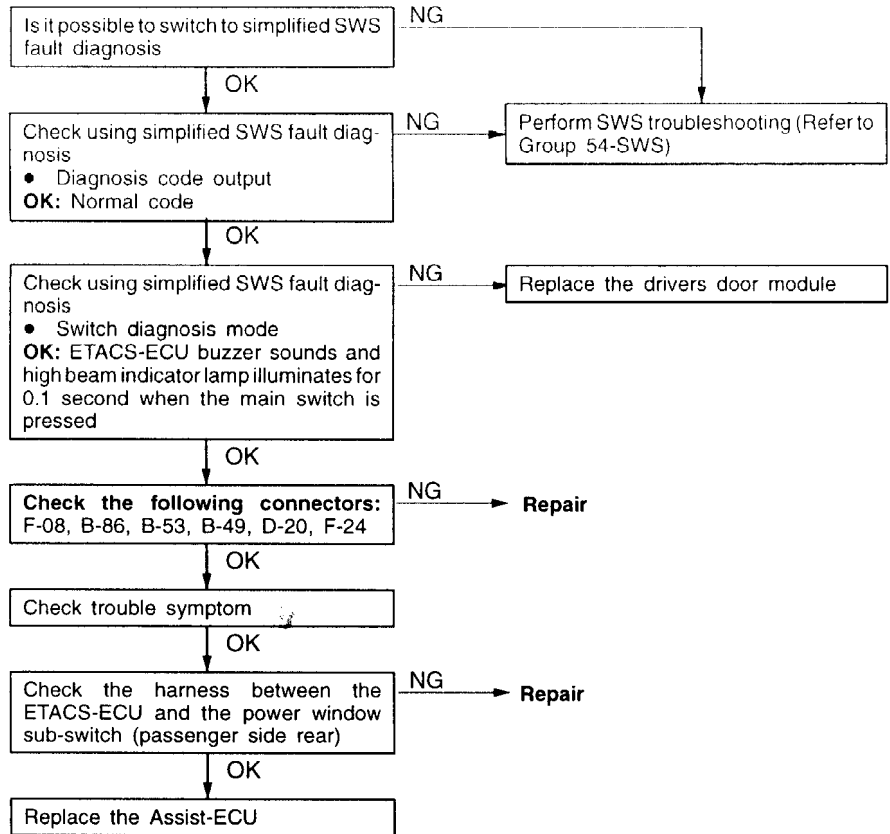 Is it possible to switch to simplified SWS
fault diagnosis
NG
OK
Check using simplified SWS fault diag-
nosis
● Diagnosis code output
OK: Normal code
NG
Perform SWS troubleshooting (Refer to
Group 54-SWS)
OK
Check using simplified SWS fault diag-
nosis
● Switch diagnosis mode
OK: ETACS-ECU buzzer sounds and
high beam indicator lamp illuminates for
0.1 second when the main switch is
pressed
NG
Replace the drivers door module
OK
Check the following connectors:
F-08, B-86, B-53, B-49, D-20, F-24
NG
Repair
OK
Check trouble symptom
OK
Check the harness between the
ETACS-ECU and the power window
sub-switch (passenger side rear)
NG
Repair
OK
Replace the Assist-ECU